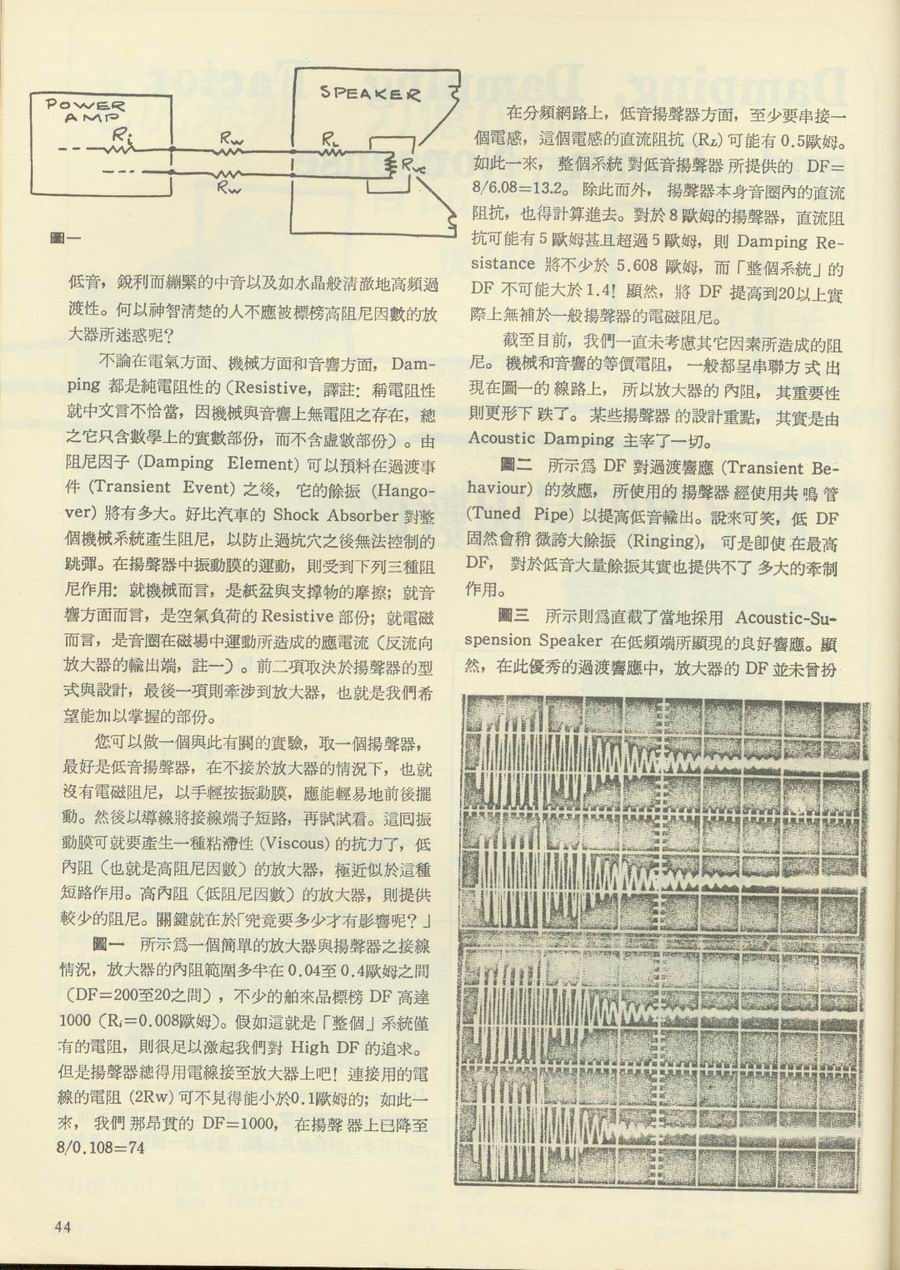 POWER
AMP
Ri
Rw
Rw
SPEAKER
RL
Rvc
圖一
低音，銳利而繃緊的中音以及如水晶般淸澈地高頻過
渡性。何以神智淸楚的人不應被標榜高阻尼因數的放
大器所迷惑呢？
不論在電氣方面、機械方面和音響方面，Dam-
ping 都是純電阻性的（Resistive，譯註：稱電阻性
就中文言不恰當，因機械與音響上無電阻之存在，總
之它只含數學上的實數部份，而不含虛數部份）。由
阻尼因子 (Damping Element) 可以預料在過渡事
件 (Transient Event) 之後，它的餘振 (Hango-
ver) 將有多大。好比汽車的 Shock Absorber 對整
個機械系統產生阻尼，以防止過坑穴之後無法控制的
跳彈。在揚聲器中振動膜的運動，則受到下列三種阻
尼作用：就機械而言，是紙盆與支撐物的摩擦；就音
響方面而言，是空氣負荷的 Resistive 部份；就電磁
而言，是音圈在磁場中運動所造成的應電流（反流向
放大器的輸出端，註一）。前二項取決於揚聲器的型
式與設計，最後一項則牽涉到放大器，也就是我們希
望能加以掌握的部份。
您可以做一個與此有關的實驗，取一個揚聲器，
最好是低音揚聲器，在不接於放大器的情況下，也就
沒有電磁阻尼，以手輕按振動膜，應能輕易地前後擺
動。然後以導線將接線端子短路，再試試看。這囘振
動膜可就要產生一種粘滯性 (Viscous) 的抗力了，低
內阻（也就是高阻尼因數）的放大器，極近似於這種
短路作用。高內阻（低阻尼因數）的放大器，則提供
較少的阻尼。關鍵就在於「究竟要多少才有影響呢？」
圖一　所示爲一個簡單的放大器與揚聲器之接線
情況，放大器的內阻範圍多半在 0.04至 0.4歐姆之間
（DF=200至20之間），不少的舶來品標榜 DF 高達
1000 (Ri=0.008歐姆)。假如這就是「整個」系統僅
有的電阻，則很足以激起我們對 High DF 的追求。
但是揚聲器總得用電線接至放大器上吧！連接用的電
線的電阻 (2Rw) 可不見得能小於0.1歐姆的；如此一
來，我們那昂貫的 DF=1000，在揚聲器上已降至
8/0.108=74
在分頻網路上，低音揚聲器方面，至少要串接一
個電感，這個電感的直流阻抗 (RL) 可能有 0.5歐姆。
如此一來，整個系統對低音揚聲器所提供的 DF=
8/6.08=13.2。除此而外，揚聲器本身音圈內的直流
阻抗，也得計算進去。對於 8 歐姆的揚聲器，直流阻
抗可能有 5 歐姆甚且超過 5 歐姆，則 Damping Re-
sistance 將不少於 5.608 歐姆，而「整個系統」的
DF 不可能大於 1.4！顯然，將 DF 提高到20以上實
際上無補於一般揚聲器的電磁阻尼。
截至目前，我們一直未考慮其它因素所造成的阻
尼。機械和音響的等價電阻，一般都呈串聯方式出
現在圖一的線路上，所以放大器的內阻，其重要性
則更形下跌了。某些揚聲器的設計重點，其實是由
Acoustic Damping 主宰了一切。
圖二　所示爲 DF 對過渡響應 (Transient Be-
haviour) 的效應，所使用的揚聲器經使用共鳴管
(Tuned Pipe) 以提高低音輸出。說來可笑，低 DF
固然會稍微誇大餘振 (Ringing)，可是卽使在最高
DF，對於低音大量餘振其實也提供不了多大的牽制
作用。
圖三　所示則爲直截了當地採用 Acoustic-Su-
spension Speaker 在低頻端所顯現的良好響應。顯
然，在此優秀的過渡響應中，放大器的 DF 並未曾扮
44